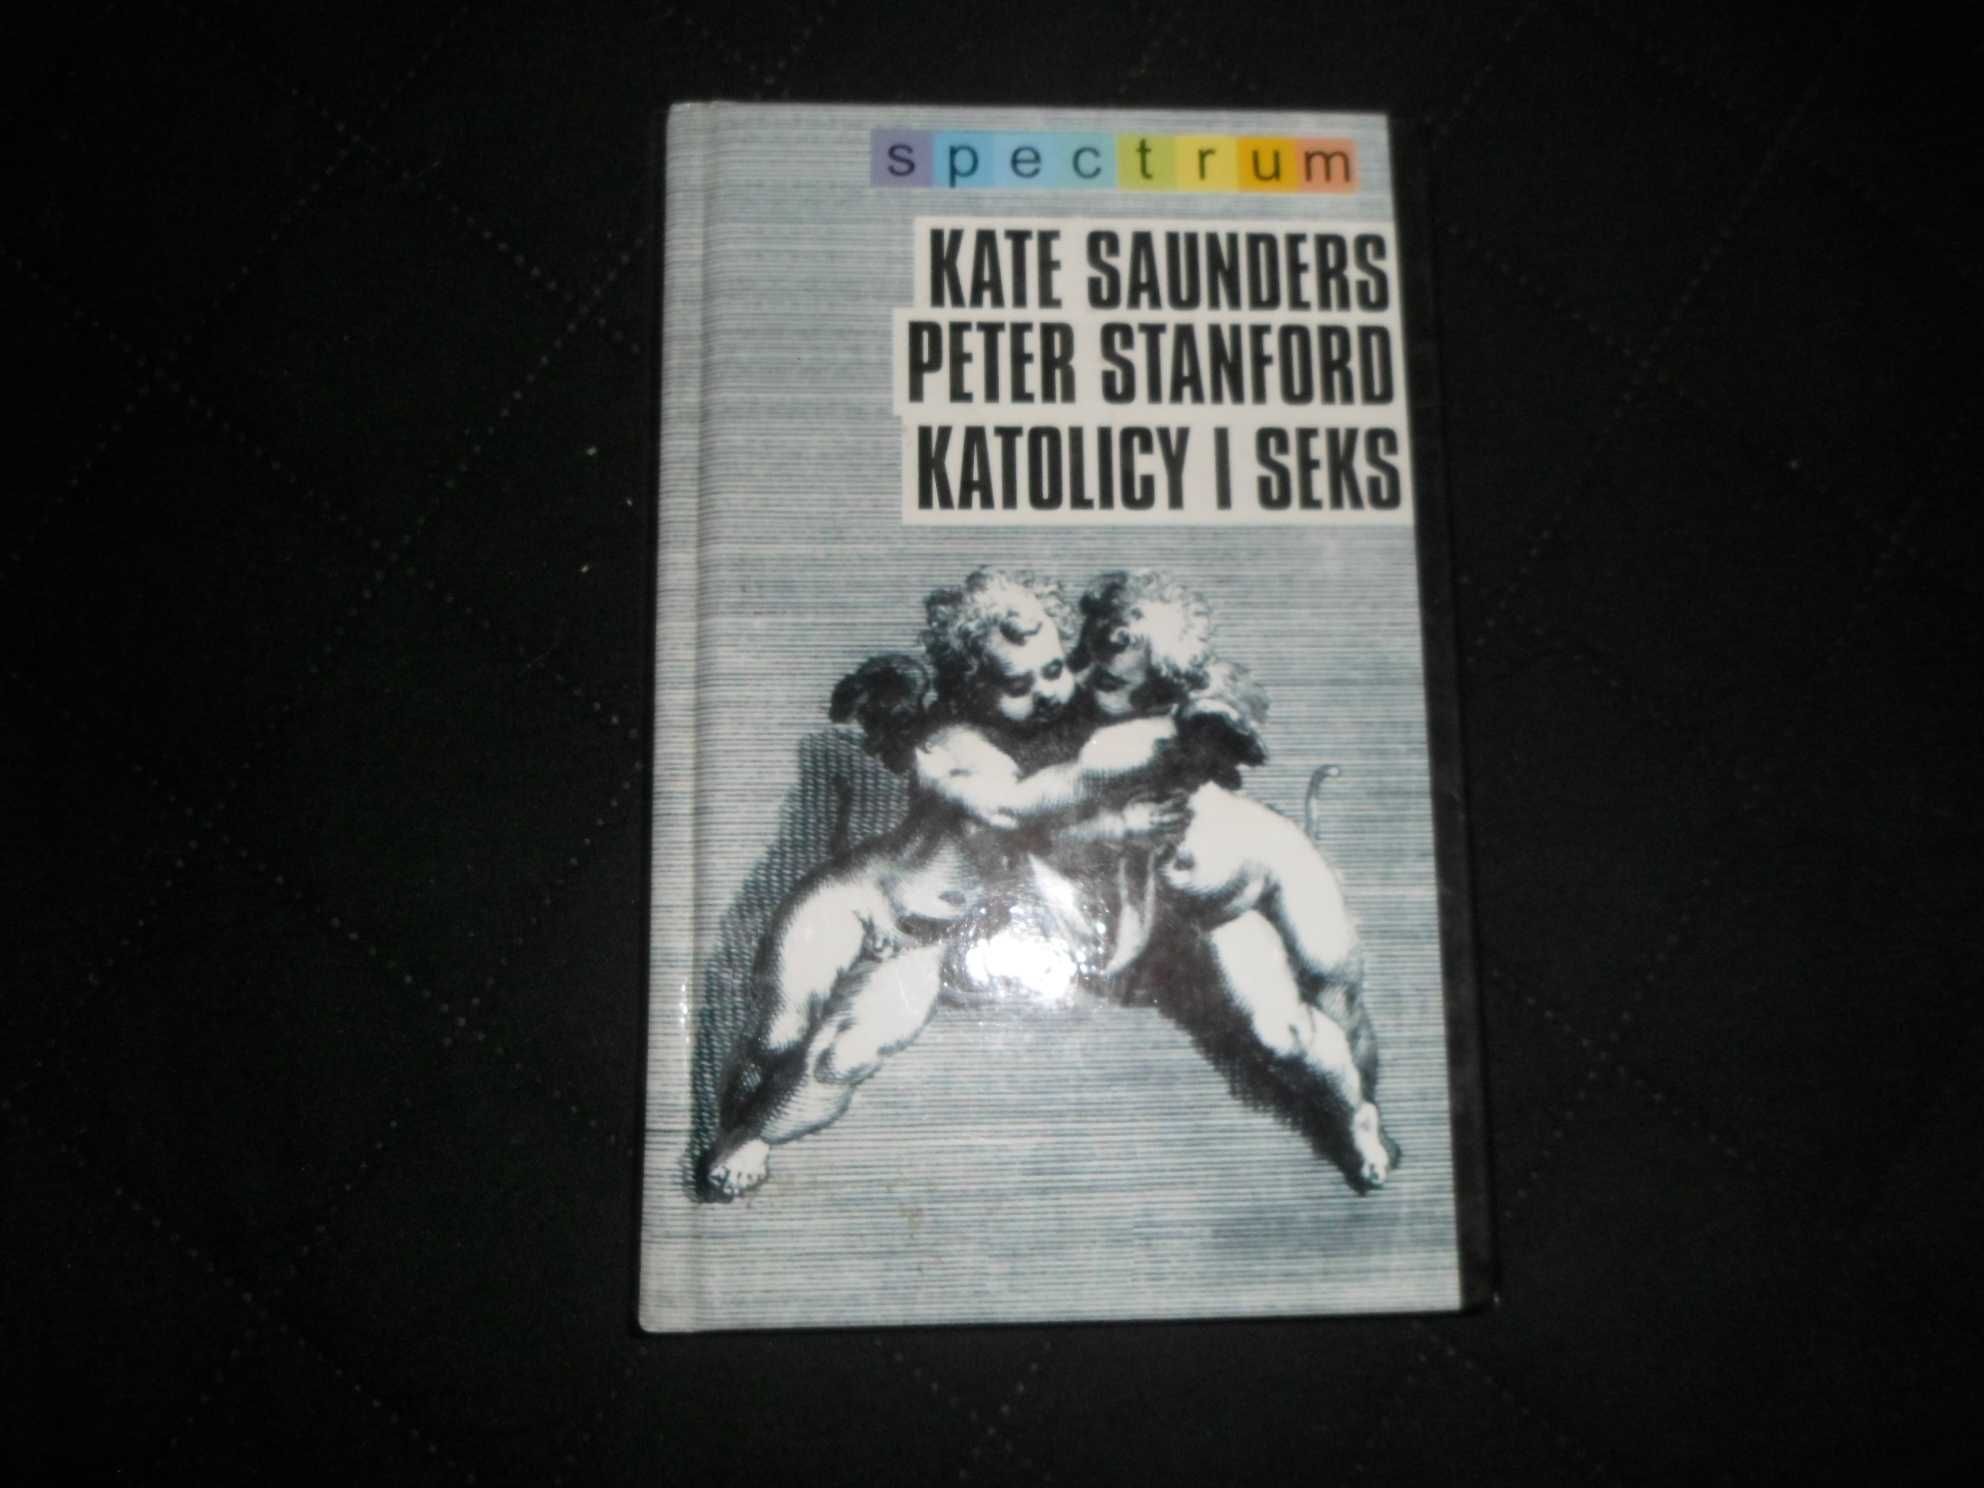 spectrum
KATE SAUNDERS
PETER STANFORD
KATOLICY I SEKS